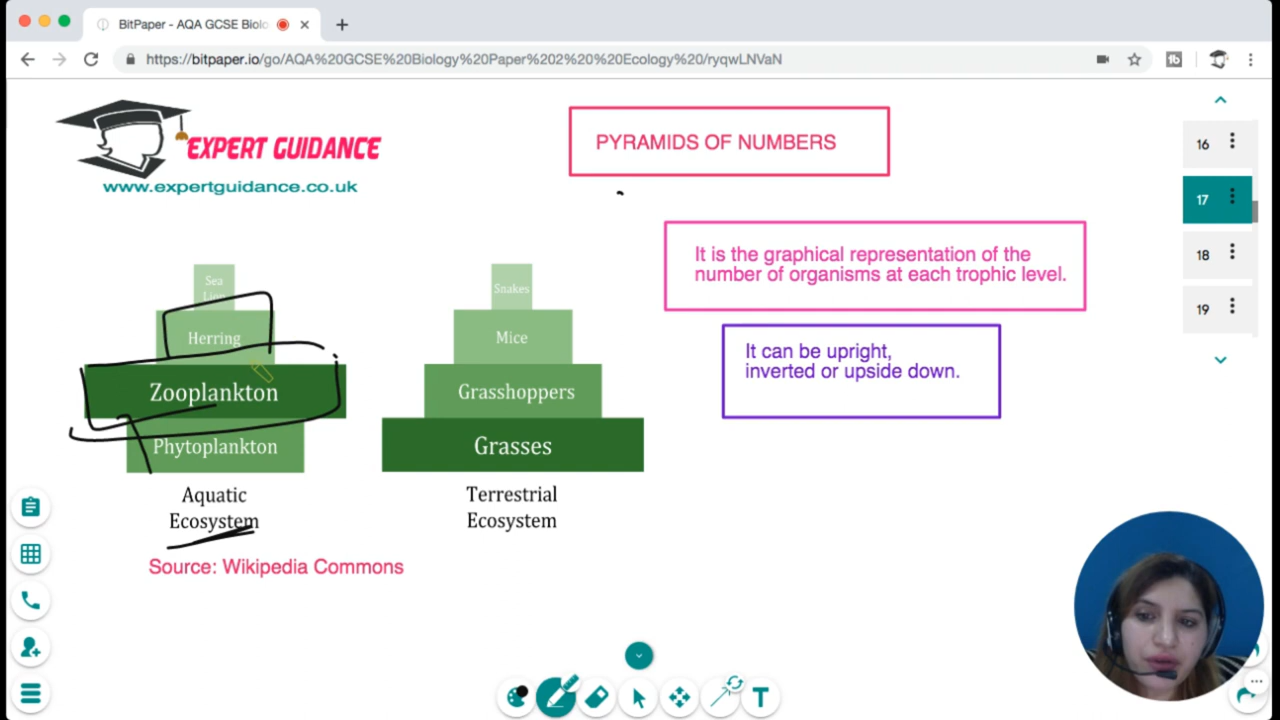 BitPaper - AQA GCSE Biolo
https://bitpaper.io/go/AQA%20GCSE%20Biology%20Paper%202%20%20Ecology%20/ryqwLNVaN
EXPERT GUIDANCE
www.expertguidance.co.uk
PYRAMIDS OF NUMBERS
It is the graphical representation of the
number of organisms at each trophic level.
It can be upright,
inverted or upside down.
Sea
Lion
Herring
Zooplankton
Phytoplankton
Aquatic
Ecosystem
Snakes
Mice
Grasshoppers
Grasses
Terrestrial
Ecosystem
Source: Wikipedia Commons
16
17
18
19
T